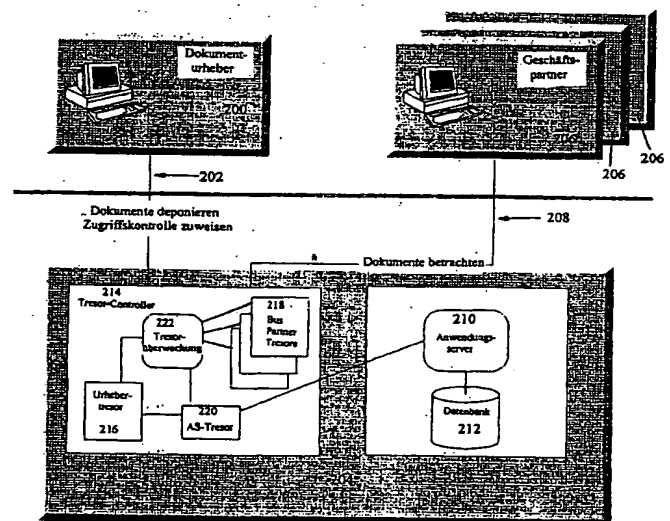 Dokument-
urheber
200
Geschäfts-
partner
206
206
202
208
Dokumente deponieren
Zugriffskontrolle zuweisen
Dokumente betrachten
214
Tresor-Controller
222
Tresor-
überwachung
218
Bus
Partner
Tresore
Urheber-
tresor
216
220
AS-Tresor
210
Anwendungs-
server
Datenbank
212